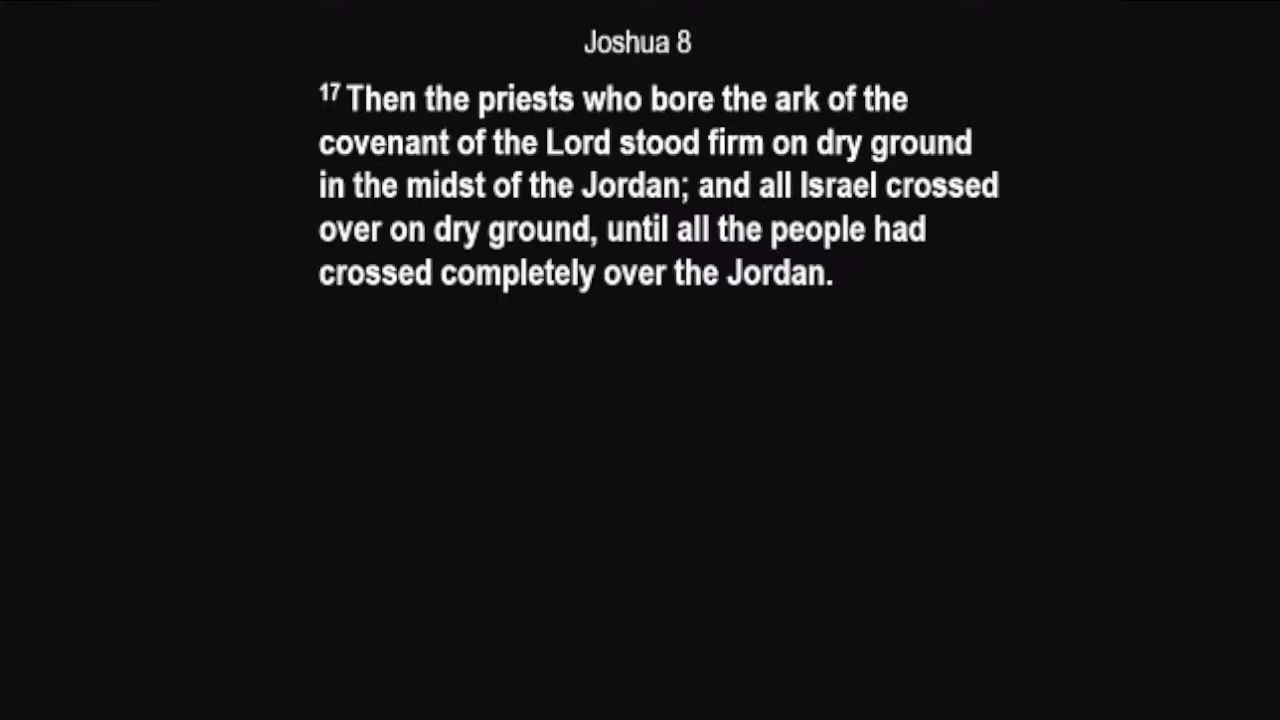 Joshua 8
17 Then the priests who bore the ark of the
covenant of the Lord stood firm on dry ground
in the midst of the Jordan; and all Israel crossed
over on dry ground, until all the people had
crossed completely over the Jordan.